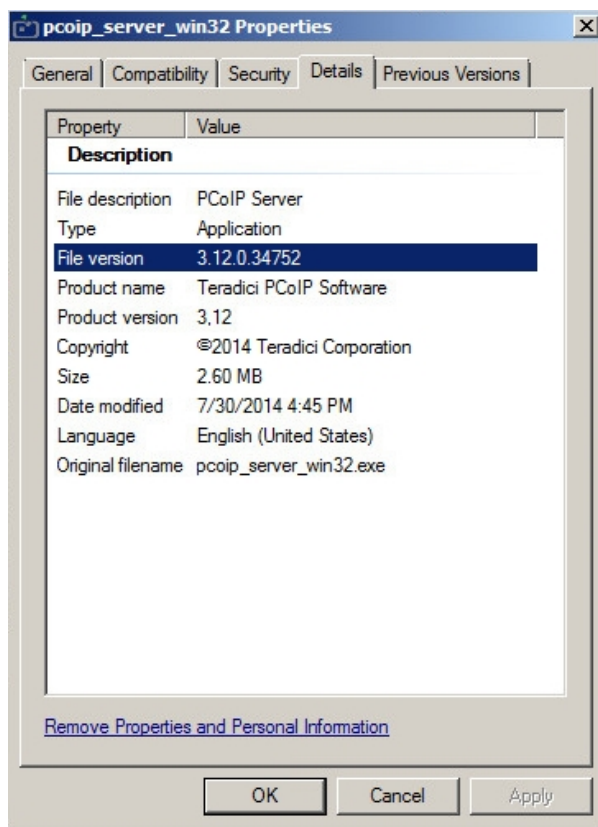 pcoip_server_win32 Properties
General Compatibility Security Details Previous Versions
Property Value
Description
File description PCoIP Server
Type Application
File version 3.12.0.34752
Product name Teradici PCoIP Software
Product version 3,12
Copyright ©2014 Teradici Corporation
Size 2.60 MB
Date modified 7/30/2014 4:45 PM
Language English (United States)
Original filename pcoip_server_win32.exe
Remove Properties and Personal Information
OK Cancel Apply